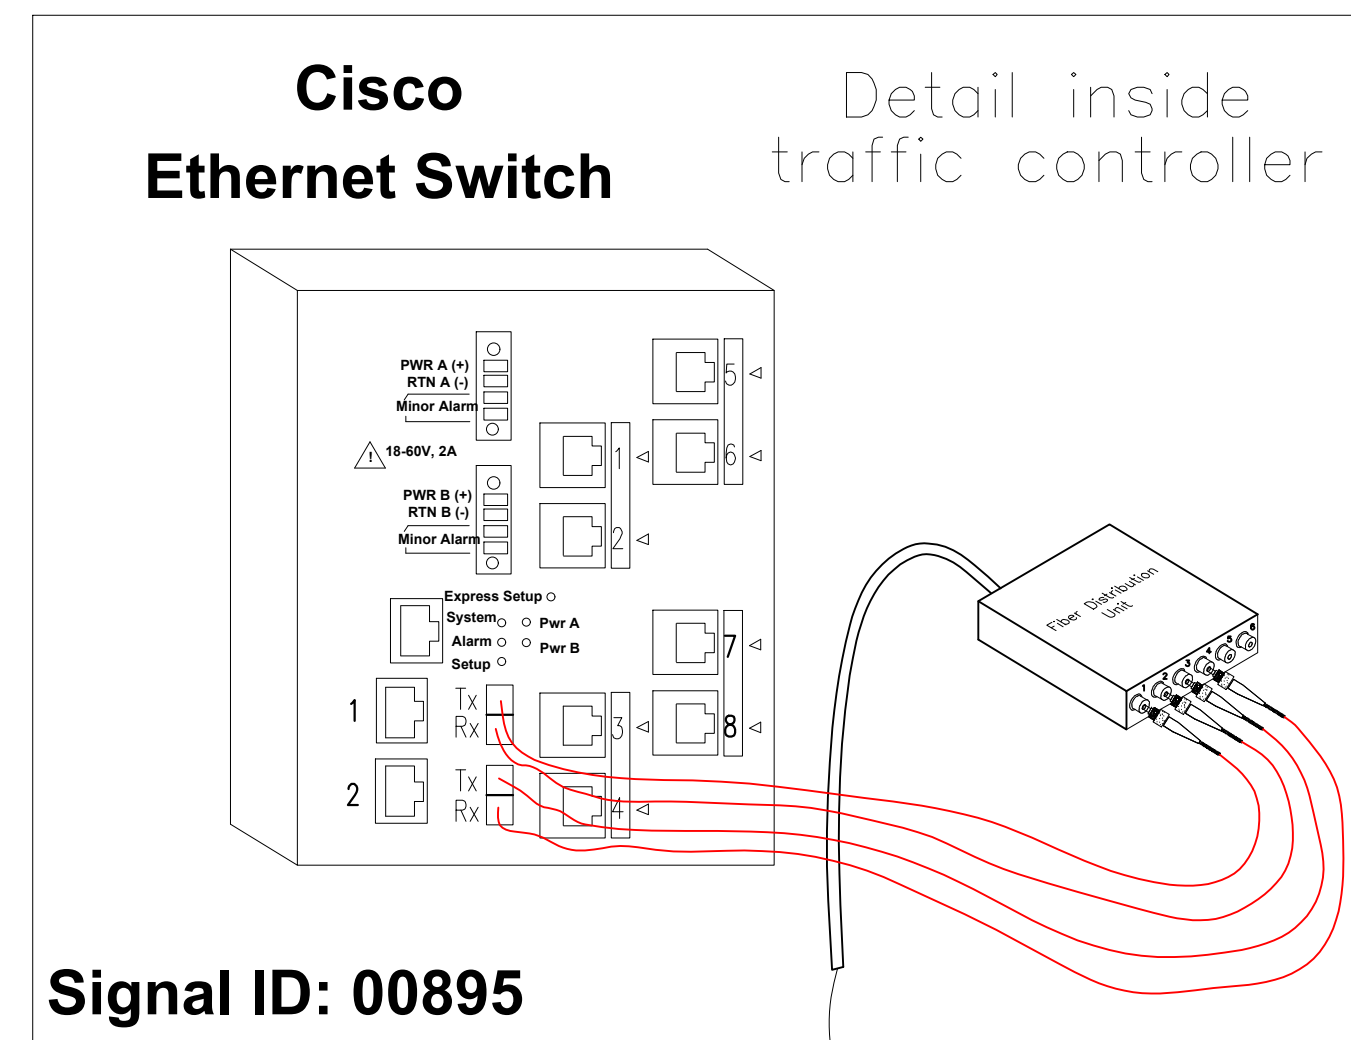 Cisco
Ethernet Switch
Detail inside
traffic controller
PWR A (+)
RTN A (-)
Minor Alarm
! 18-60V, 2A
PWR B (+)
RTN B (-)
Minor Alarm
5
6
1
2
Express Setup
System
Pwr A
Alarm
Pwr B
Setup
7
8
3
4
1
Tx
Rx
2
Tx
Rx
Fiber Distribution
Unit
1 2 3 4 5 6
Signal ID: 00895